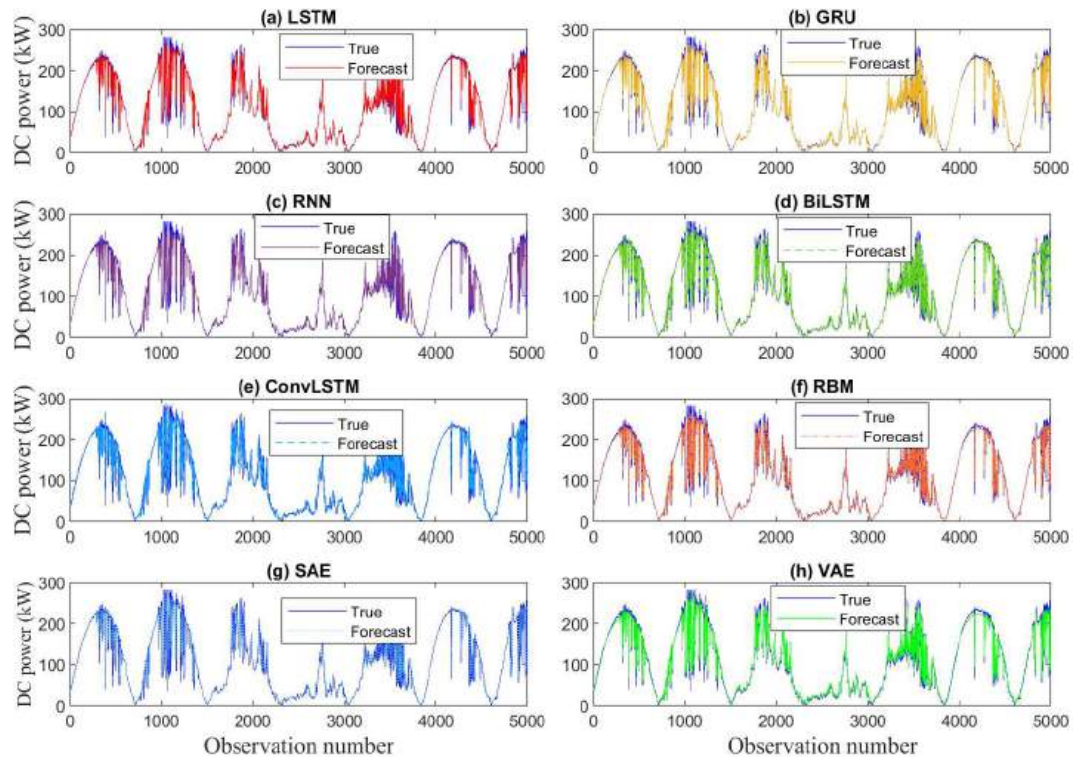 (a) LSTM
DC power (kW)
300
200
100
0
True
Forecast
0 1000 2000 3000 4000 5000
(b) GRU
300
200
100
0
True
Forecast
0 1000 2000 3000 4000 5000
(c) RNN
DC power (kW)
300
200
100
0
True
Forecast
0 1000 2000 3000 4000 5000
(d) BiLSTM
300
200
100
0
True
Forecast
0 1000 2000 3000 4000 5000
(e) ConvLSTM
DC power (kW)
300
200
100
0
True
Forecast
0 1000 2000 3000 4000 5000
(f) RBM
300
200
100
0
True
Forecast
0 1000 2000 3000 4000 5000
(g) SAE
DC power (kW)
300
200
100
0
True
Forecast
0 1000 2000 3000 4000 5000
Observation number
(h) VAE
300
200
100
0
True
Forecast
0 1000 2000 3000 4000 5000
Observation number